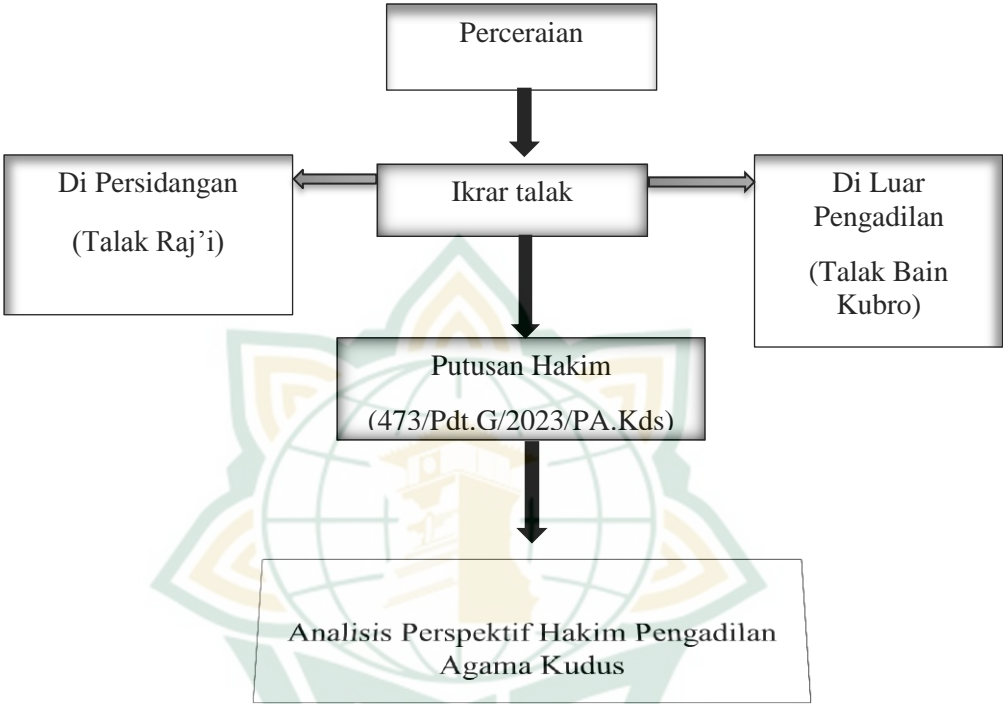 Perceraian
Di Persidangan
(Talak Raj’i)
Ikrar talak
Di Luar
Pengadilan
(Talak Bain
Kubro)
Putusan Hakim
(473/Pdt.G/2023/PA.Kds)
Analisis Perspektif Hakim Pengadilan
Agama Kudus